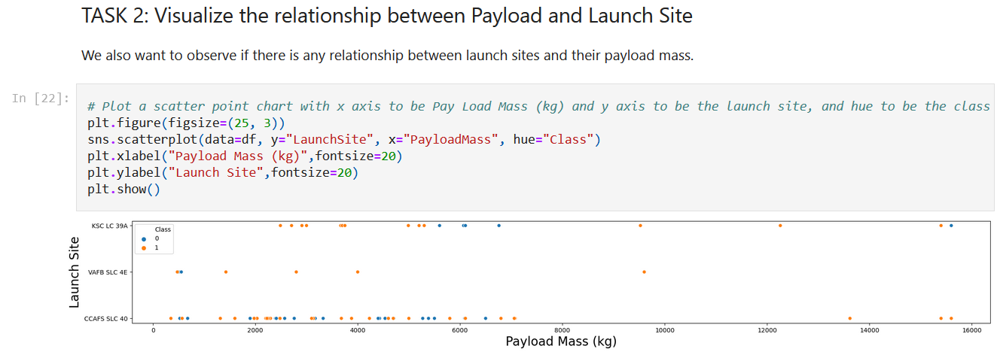 TASK 2: Visualize the relationship between Payload and Launch Site
We also want to observe if there is any relationship between launch sites and their payload mass.
In [22]:
# Plot a scatter point chart with x axis to be Pay Load Mass (kg) and y axis to be the launch site, and hue to be the class
plt.figure(figsize=(25, 3))
sns.scatterplot(data=df, y="LaunchSite", x="PayloadMass", hue="Class")
plt.xlabel("Payload Mass (kg)",fontsize=20)
plt.ylabel("Launch Site",fontsize=20)
plt.show()
Launch Site
KSC LC 39A
VAFB SLC 4E
CCAFS SLC 40
Class
0
1
0 2000 4000 6000 8000 10000 12000 14000 16000
Payload Mass (kg)